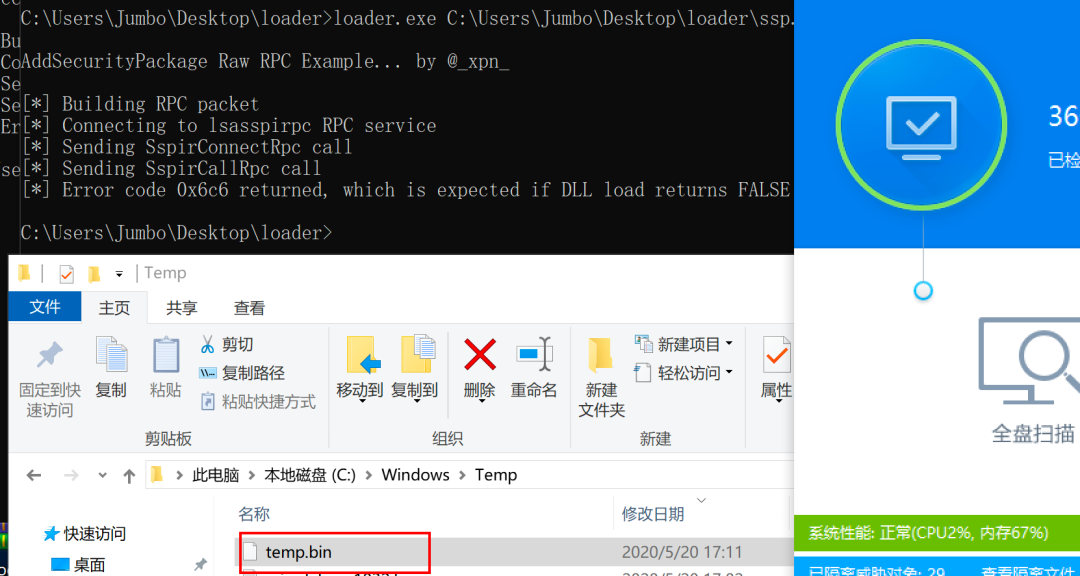 C:\Users\Jumbo\Desktop\loader>loader.exe C:\Users\Jumbo\Desktop\loader\ssp.
AddSecurityPackage Raw RPC Example... by @_xpn_
[*] Building RPC packet
[*] Connecting to lsasspirpc RPC service
[*] Sending SspirConnectRpc call
[*] Sending SspirCallRpc call
[*] Error code 0x6c6 returned, which is expected if DLL load returns FALSE
C:\Users\Jumbo\Desktop\loader>
Bu
Co
Se
Se
Er
se
36
已检
Temp
文件 主页 共享 查看
固定到快速访问
复制
粘贴
剪切
复制路径
粘贴快捷方式
剪贴板
移动到
复制到
删除
重命名
组织
新建文件夹
新建项目
轻松访问
新建
属性
此电脑 > 本地磁盘 (C:) > Windows > Temp
名称 修改日期
快速访问
桌面
temp.bin 2020/5/20 17:11
全盘扫描
系统性能: 正常(CPU2%, 内存67%)
已隔离威胁对象: 29 查看隔离文件